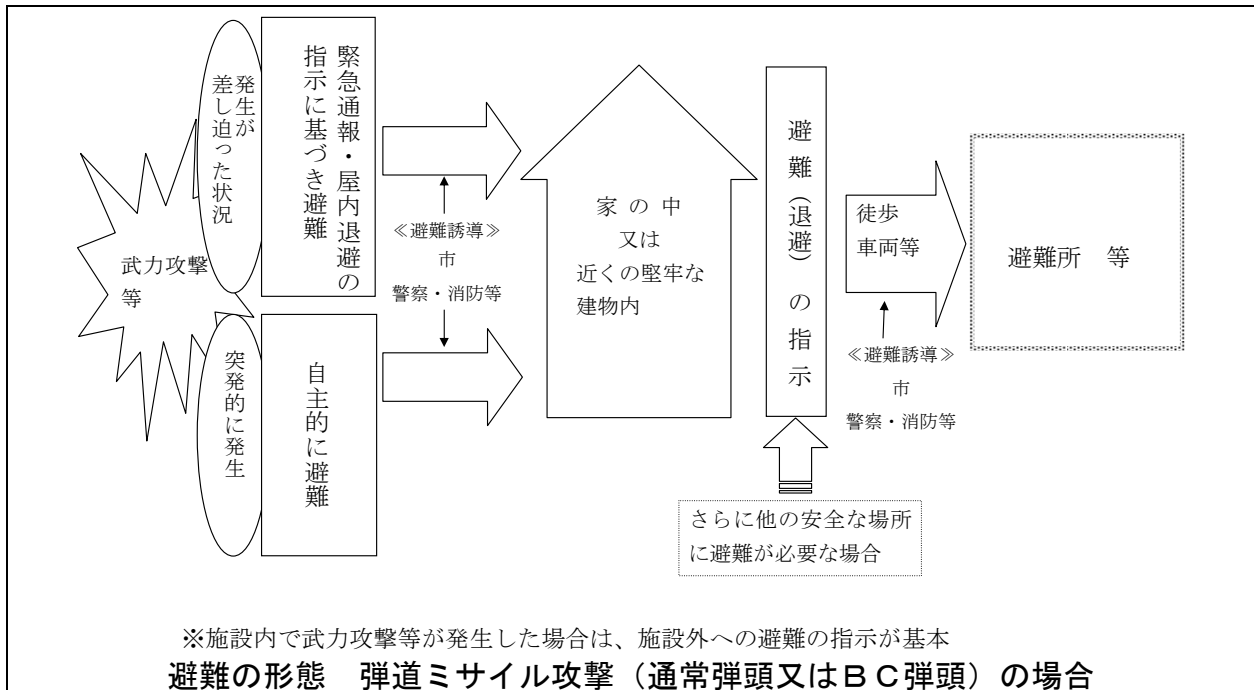 武力攻撃
等
発生が
差し迫った状況
緊急通報・屋内退避の
指示に基づき避難
突発的に発生
自主的に避難
≪避難誘導≫
市
警察・消防等
家の中
又は
近くの堅牢な
建物内
避難（退避）の指示
さらに他の安全な場所
に避難が必要な場合
徒歩
車両等
≪避難誘導≫
市
警察・消防等
避難所　等
※施設内で武力攻撃等が発生した場合は、施設外への避難の指示が基本
避難の形態　弾道ミサイル攻撃（通常弾頭又はＢＣ弾頭）の場合